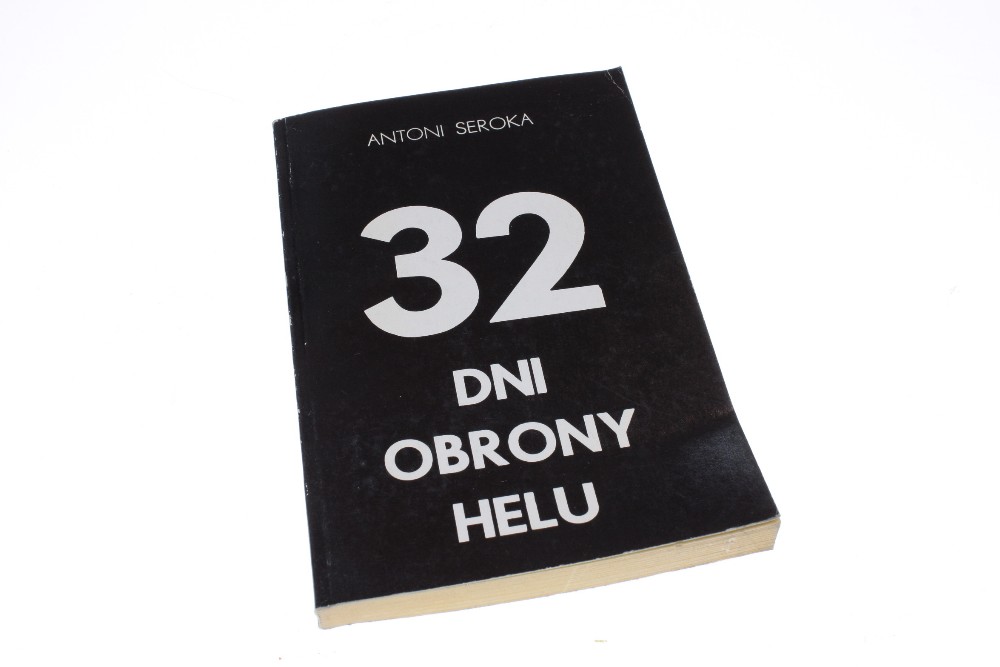 ANTONI SEROKA
32
DNI
OBRONY
HELU